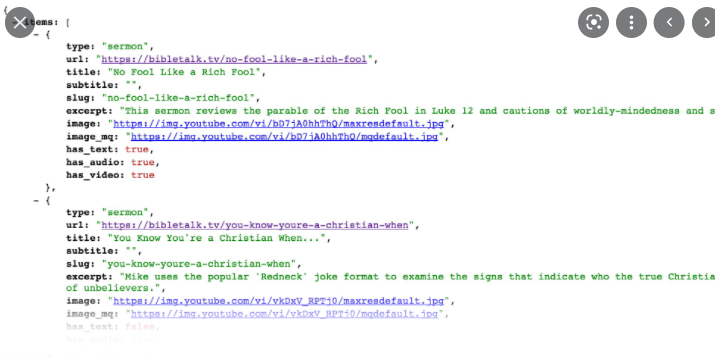 {
items: [
- {
type: "sermon",
url: "https://bibletalk.tv/no-fool-like-a-rich-fool",
title: "No Fool Like a Rich Fool",
subtitle: "",
slug: "no-fool-like-a-rich-fool",
excerpt: "This sermon reviews the parable of the Rich Fool in Luke 12 and cautions of worldly-mindedness and s
image: "https://img.youtube.com/vi/bD7jA0hhThQ/maxresdefault.jpg",
image_mq: "https://img.youtube.com/vi/bD7jA0hhThQ/mqdefault.jpg",
has_text: true,
has_audio: true,
has_video: true
},
- {
type: "sermon",
url: "https://bibletalk.tv/you-know-youre-a-christian-when",
title: "You Know You're a Christian When...",
subtitle: "",
slug: "you-know-youre-a-christian-when",
excerpt: "Mike uses the popular 'Redneck' joke format to examine the signs that indicate who the true Christia
of unbelievers.",
image: "https://img.youtube.com/vi/vkDxV_RPTj0/maxresdefault.jpg",
image_mq: "https://img.youtube.com/vi/vkDxV_RPTj0/mqdefault.jpg",
has_text: false,